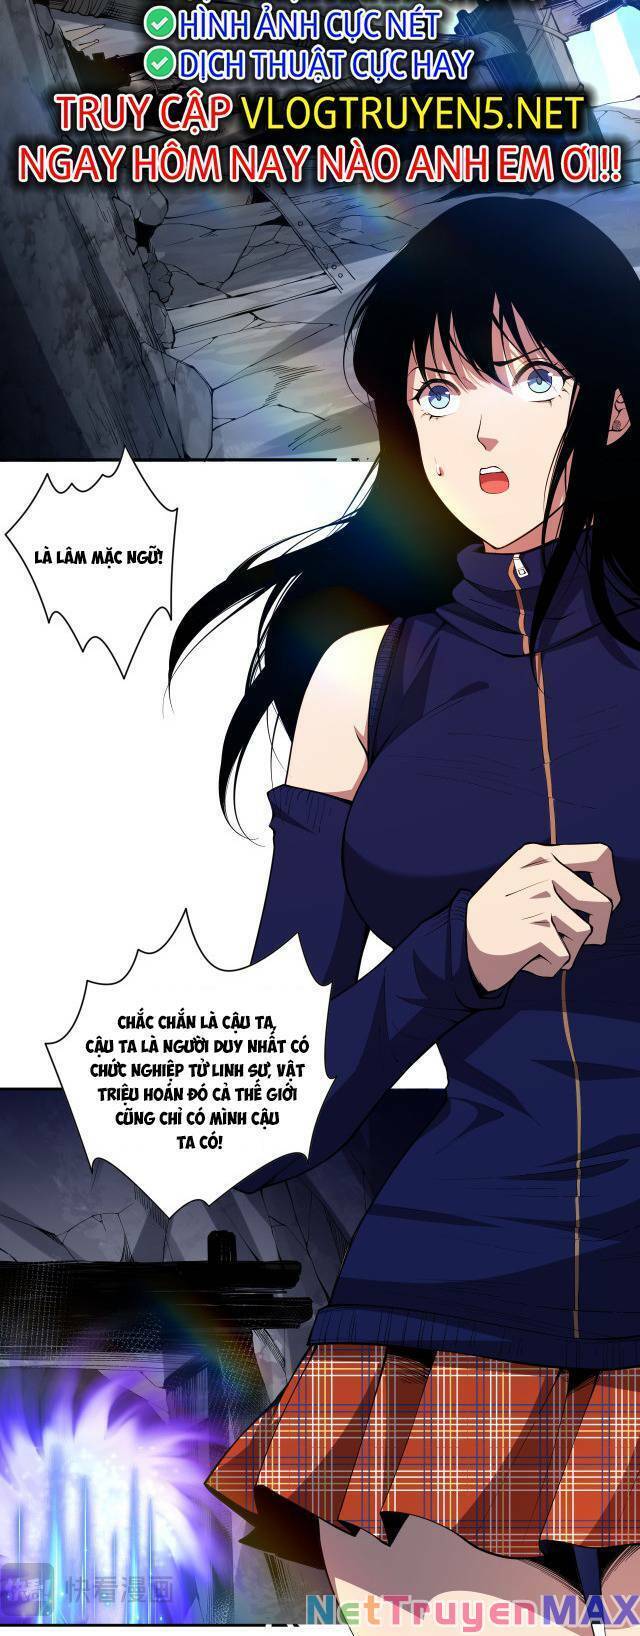 HÌNH ẢNH CỰC NÉT
DỊCH THUẬT CỰC HAY
TRUY CẬP VLOGTRUYEN5.NET
NGAY HÔM NAY NÀO ANH EM ƠI!!
LÀ LÂM MẶC NGỮ!
CHẮC CHẮN LÀ CẬU TA,
CẬU TA LÀ NGƯỜI DUY NHẤT CÓ
CHỨC NGHIỆP TỬ LINH SƯ, VẬT
TRIỆU HOÁN ĐÓ CẢ THẾ GIỚI
CŨNG CHỈ CÓ MÌNH CẬU
TA CÓ!
快看漫画
NETTRUYENMAX